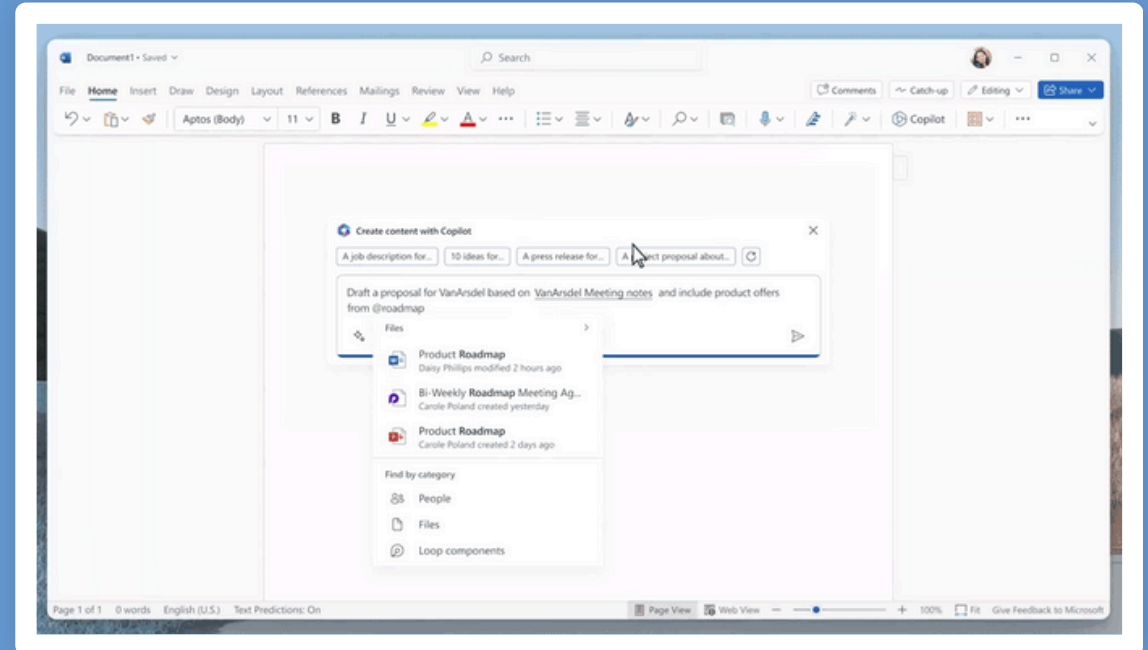 Document1 • Saved
Search
File Home Insert Draw Design Layout References Mailings Review View Help
Comments Catch-up Editing Share
Aptos (Body) 11 B I U A Copilot
Create content with Copilot
A job description for... 10 ideas for... A press release for... A ect proposal about...
Draft a proposal for VanArsdel based on VanArsdel Meeting notes and include product offers
from @roadmap
Files
Product Roadmap
Daisy Phillips modified 2 hours ago
Bi-Weekly Roadmap Meeting Ag...
Carole Poland created yesterday
Product Roadmap
Carole Poland created 2 days ago
Find by category
People
Files
Loop components
Page 1 of 1 0 words English (U.S.) Text Predictions: On Page View Web View 100% Fit Give Feedback to Microsoft